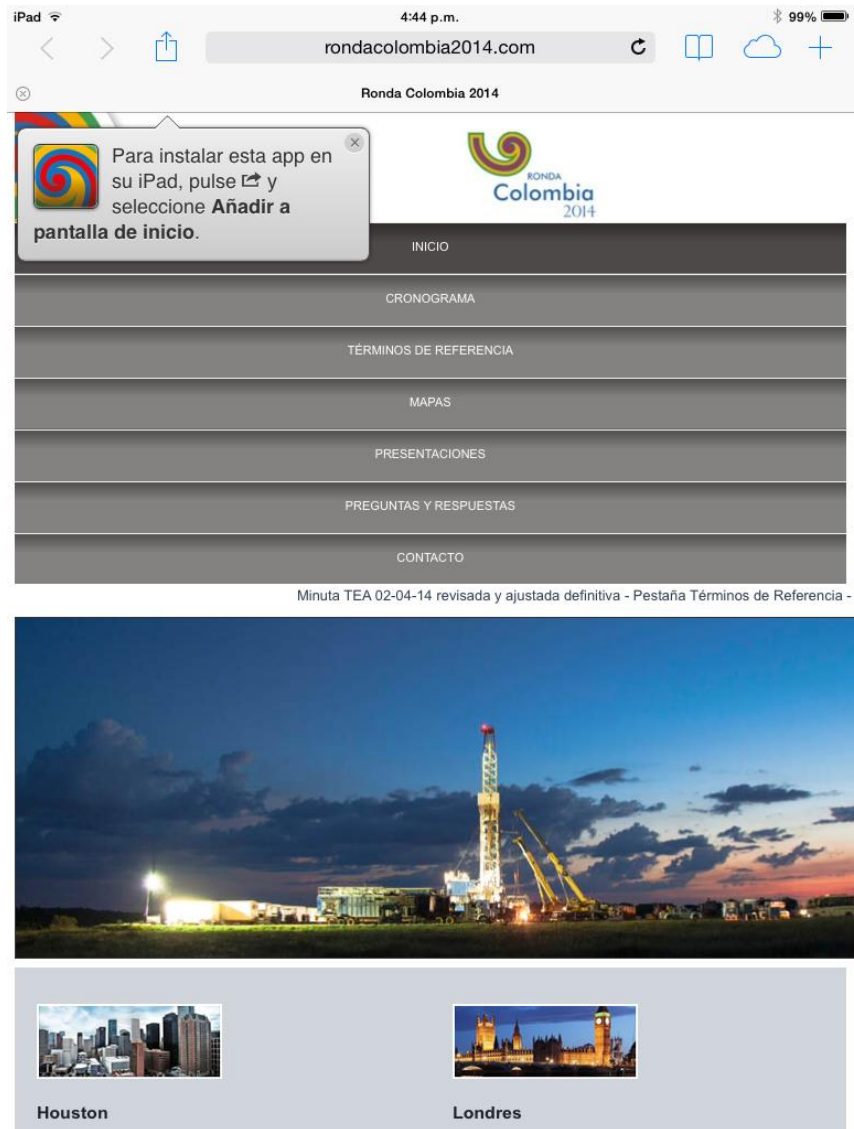 iPad
4:44 p.m.
99%
rondacolombia2014.com
Ronda Colombia 2014
Para instalar esta app en
su iPad, pulse y
seleccione Añadir a
pantalla de inicio.
RONDA
Colombia
2014
INICIO
CRONOGRAMA
TÉRMINOS DE REFERENCIA
MAPAS
PRESENTACIONES
PREGUNTAS Y RESPUESTAS
CONTACTO
Minuta TEA 02-04-14 revisada y ajustada definitiva - Pestaña Términos de Referencia -
Houston
Londres